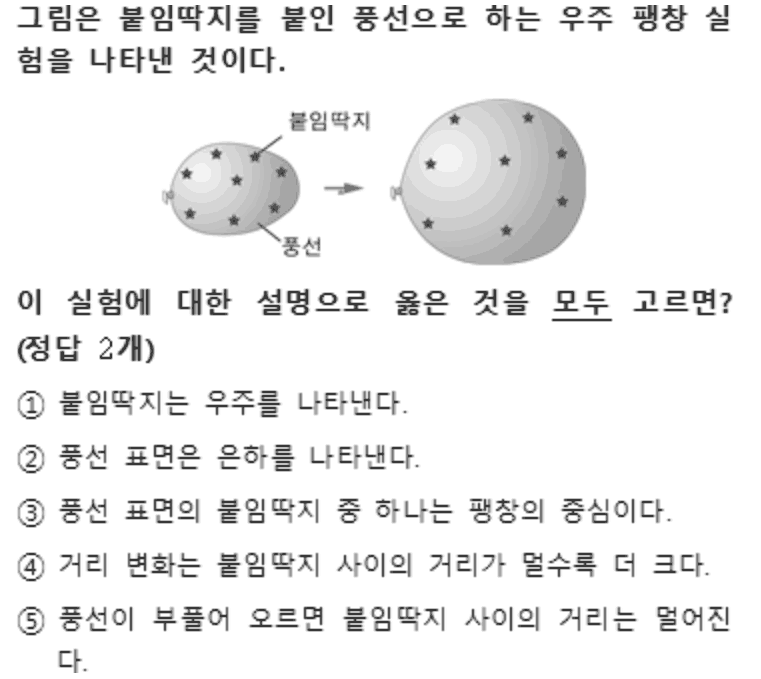 그림은 붙임딱지를 붙인 풍선으로 하는 우주 팽창 실
험을 나타낸 것이다.
붙임딱지
풍선
이 실험에 대한 설명으로 옳은 것을 모두 고르면?
(정답 2개)
① 붙임딱지는 우주를 나타낸다.
② 풍선 표면은 은하를 나타낸다.
③ 풍선 표면의 붙임딱지 중 하나는 팽창의 중심이다.
④ 거리 변화는 붙임딱지 사이의 거리가 멀수록 더 크다.
⑤ 풍선이 부풀어 오르면 붙임딱지 사이의 거리는 멀어진
다.